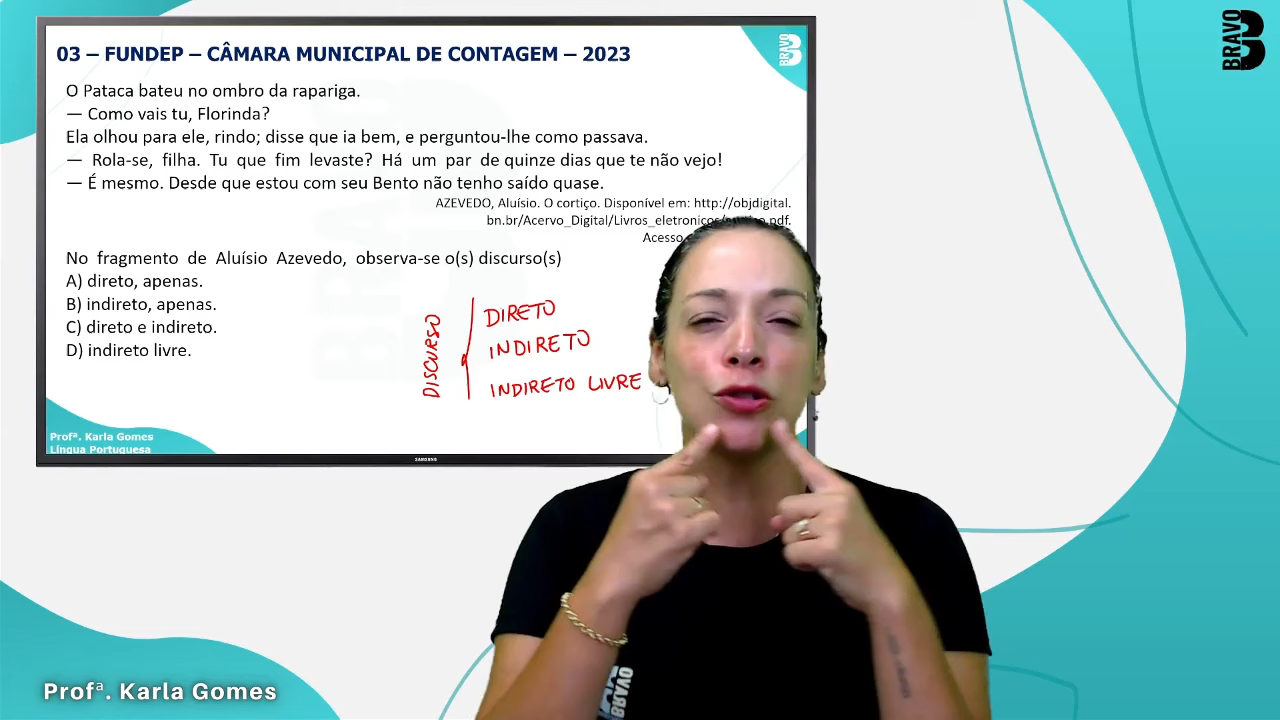 03 – FUNDEP – CÂMARA MUNICIPAL DE CONTAGEM – 2023
O Pataca bateu no ombro da rapariga.
— Como vais tu, Florinda?
Ela olhou para ele, rindo; disse que ia bem, e perguntou-lhe como passava.
— Rola-se, filha. Tu que fim levaste? Há um par de quinze dias que te não vejo!
— É mesmo. Desde que estou com seu Bento não tenho saído quase.
AZEVEDO, Aluísio. O cortiço. Disponível em: http://objdigital.
bn.br/Acervo_Digital/Livros_eletronicos/ .pdf.
Acesso
No fragmento de Aluísio Azevedo, observa-se o(s) discurso(s)
A) direto, apenas.
B) indireto, apenas.
C) direto e indireto.
D) indireto livre.
DISCURSO
DIRETO
INDIRETO
INDIRETO LIVRE
Profª. Karla Gomes
Língua Portuguesa
SAMSUNG
BRAVO
BRAVO
BRAVO
BRAVO
Profª. Karla Gomes